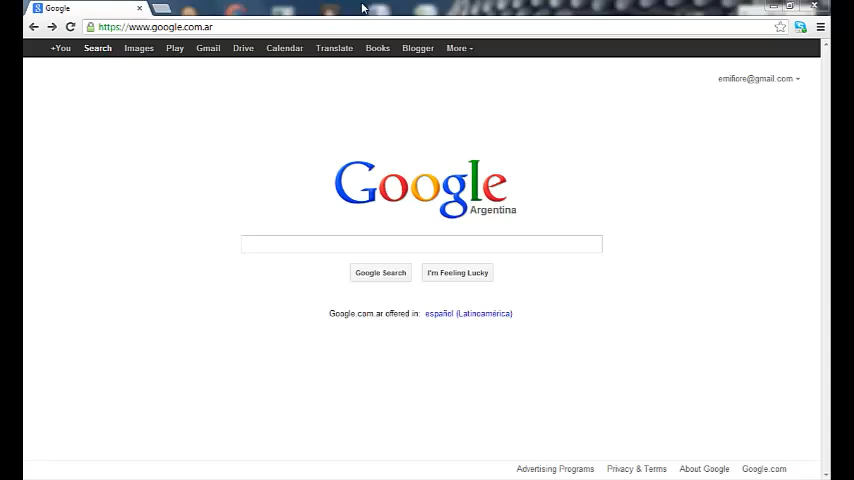 Google
https://www.google.com.ar
+You Search Images Play Gmail Drive Calendar Translate Books Blogger More
emifiore@gmail.com
Google
Argentina
Google Search I'm Feeling Lucky
Google.com.ar offered in: español (Latinoamérica)
Advertising Programs Privacy & Terms About Google Google.com